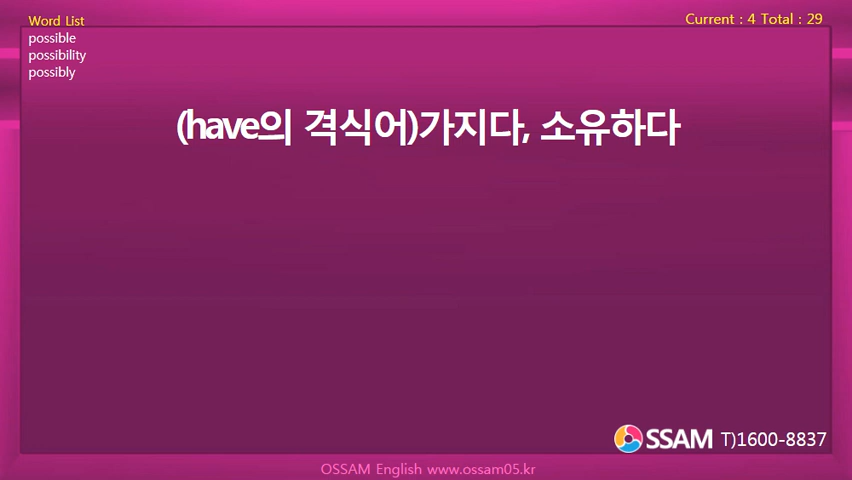 Word List
Current : 4 Total : 29
possible
possibility
possibly
(have의 격식어)가지다, 소유하다
SSAM T)1600-8837
OSSAM English www.ossam05.kr